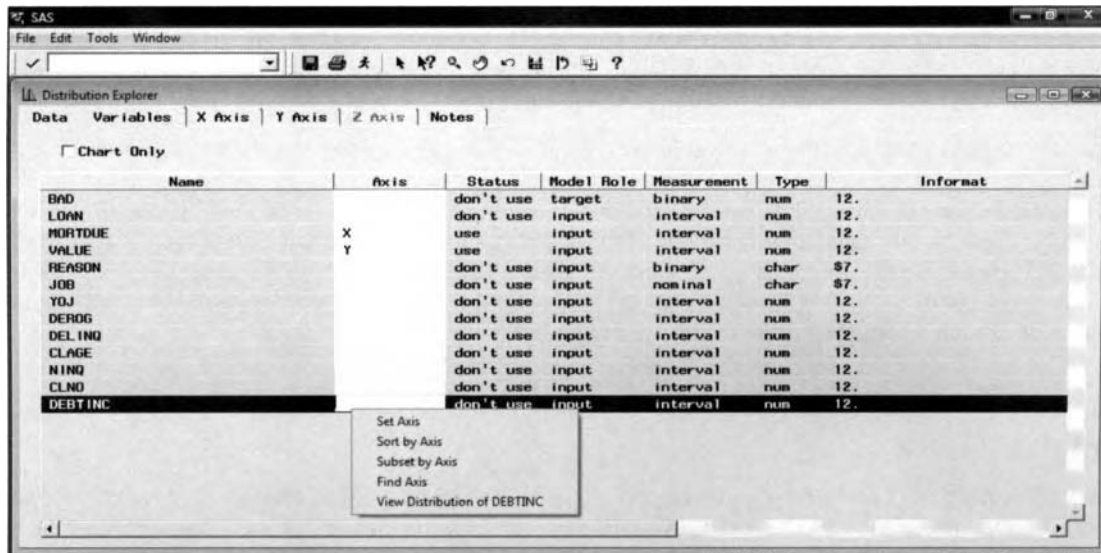 SAS
File Edit Tools Window
Distribution Explorer
Data Variables X Axis Y Axis Z Axis Notes
Chart Only
Name Axis Status Model Role Measurement Type Informat
BAD don't use target binary num 12.
LOAN don't use input interval num 12.
MORTDUE X use input interval num 12.
VALUE Y use input interval num 12.
REASON don't use input binary char $7.
JOB don't use input nominal char $7.
YOJ don't use input interval num 12.
DEROG don't use input interval num 12.
DELINQ don't use input interval num 12.
CLAGE don't use input interval num 12.
NINQ don't use input interval num 12.
CLNO don't use input interval num 12.
DEBTINC don't use input interval num 12.
Set Axis
Sort by Axis
Subset by Axis
Find Axis
View Distribution of DEBTINC